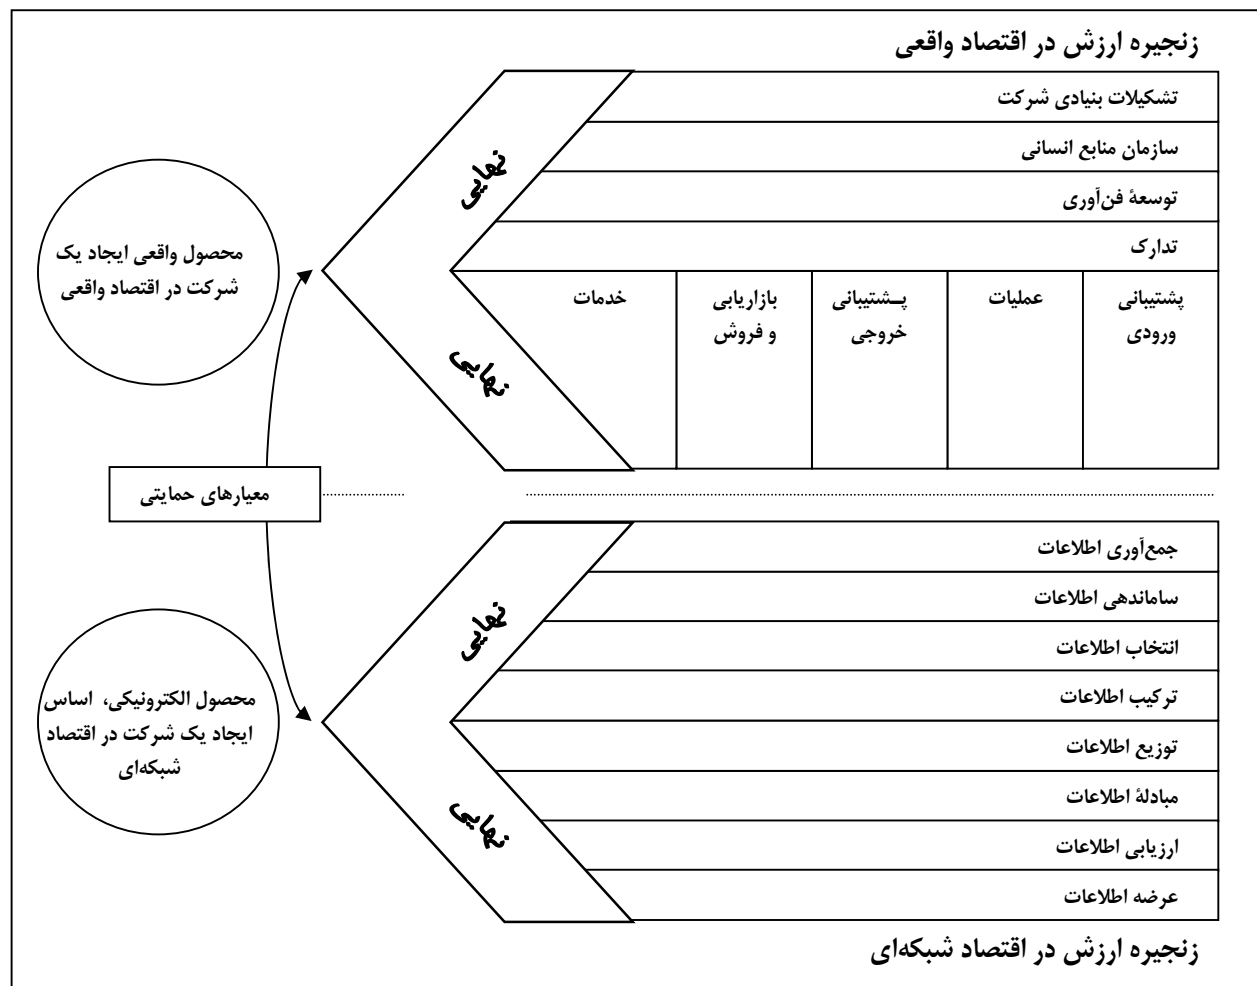 زنجیره ارزش در اقتصاد واقعی
تشکیلات بنیادی شرکت
سازمان منابع انسانی
توسعهٔ فن‌آوری
تدارک
پشتیبانی
ورودی
عملیات
پــشتیبانی
خروجی
بازاریابی
و فروش
خدمات
نهایی
نهایی
محصول واقعی ایجاد یک
شرکت در اقتصاد واقعی
معیارهای حمایتی
جمع‌آوری اطلاعات
ساماندهی اطلاعات
انتخاب اطلاعات
ترکیب اطلاعات
توزیع اطلاعات
مبادلهٔ اطلاعات
ارزیابی اطلاعات
عرضه اطلاعات
نهایی
نهایی
محصول الکترونیکی، اساس
ایجاد یک شرکت در اقتصاد
شبکه‌ای
زنجیره ارزش در اقتصاد شبکه‌ای